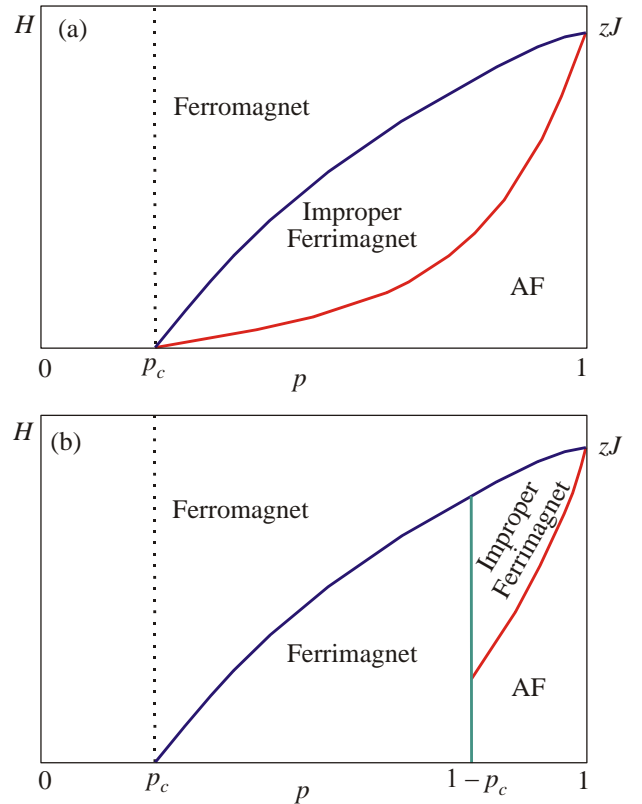 H (a) zJ
Ferromagnet
Improper
Ferrimagnet
AF
0 p_c p 1
H (b) zJ
Ferromagnet
Improper
Ferrimagnet
Ferrimagnet
AF
0 p_c p 1 – p_c 1